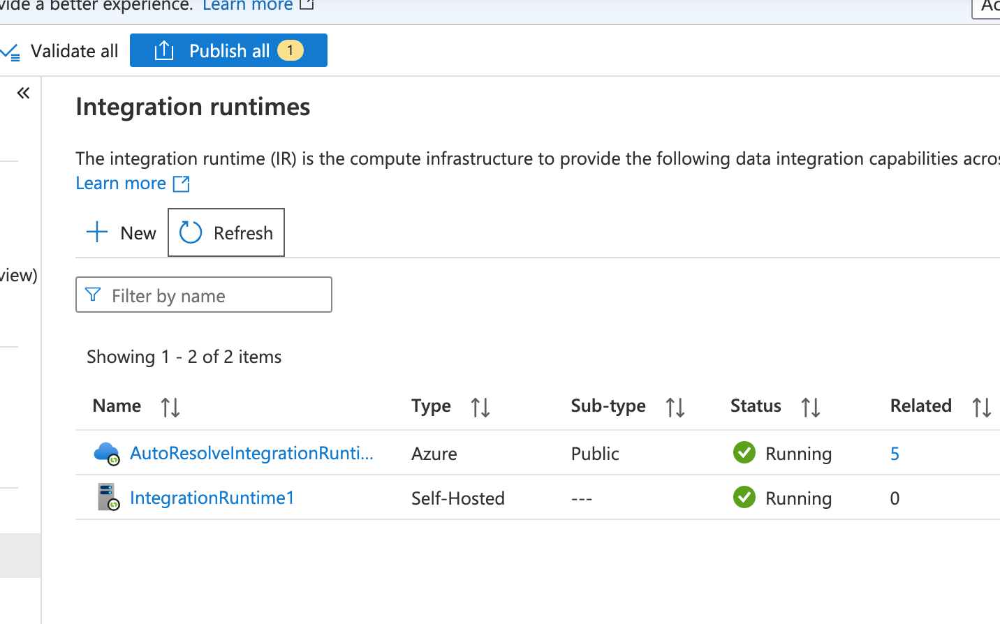 vide a better experience. Learn more
Validate all
Publish all 1
Integration runtimes
The integration runtime (IR) is the compute infrastructure to provide the following data integration capabilities acros
Learn more
New Refresh
view)
Filter by name
Showing 1 - 2 of 2 items
Name Type Sub-type Status Related
AutoResolveIntegrationRunti... Azure Public Running 5
IntegrationRuntime1 Self-Hosted --- Running 0